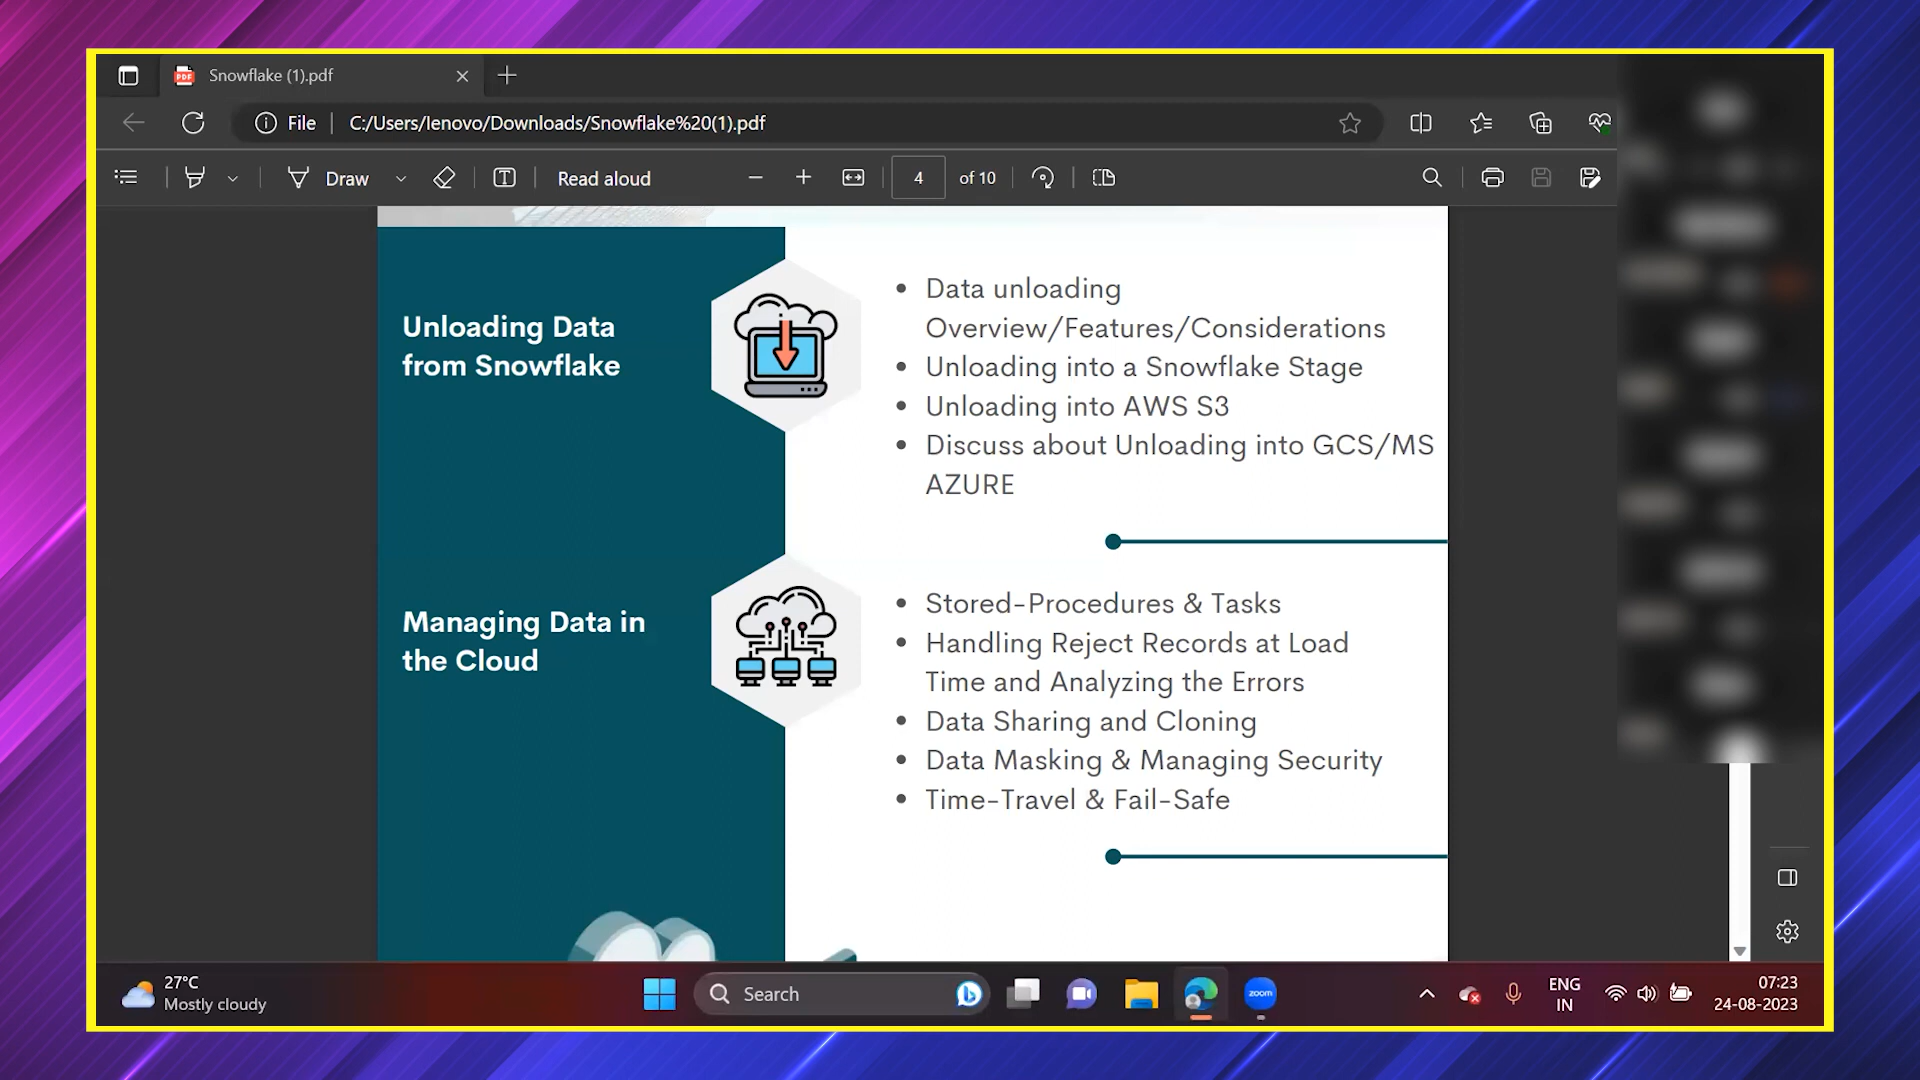 Snowflake (1).pdf
File
C:/Users/lenovo/Downloads/Snowflake%20(1).pdf
Draw
Read aloud
4 of 10
Unloading Data
from Snowflake
• Data unloading
Overview/Features/Considerations
• Unloading into a Snowflake Stage
• Unloading into AWS S3
• Discuss about Unloading into GCS/MS
AZURE
Managing Data in
the Cloud
• Stored-Procedures & Tasks
• Handling Reject Records at Load
Time and Analyzing the Errors
• Data Sharing and Cloning
• Data Masking & Managing Security
• Time-Travel & Fail-Safe
27°C
Mostly cloudy
Search
zoom
ENG
IN
07:23
24-08-2023